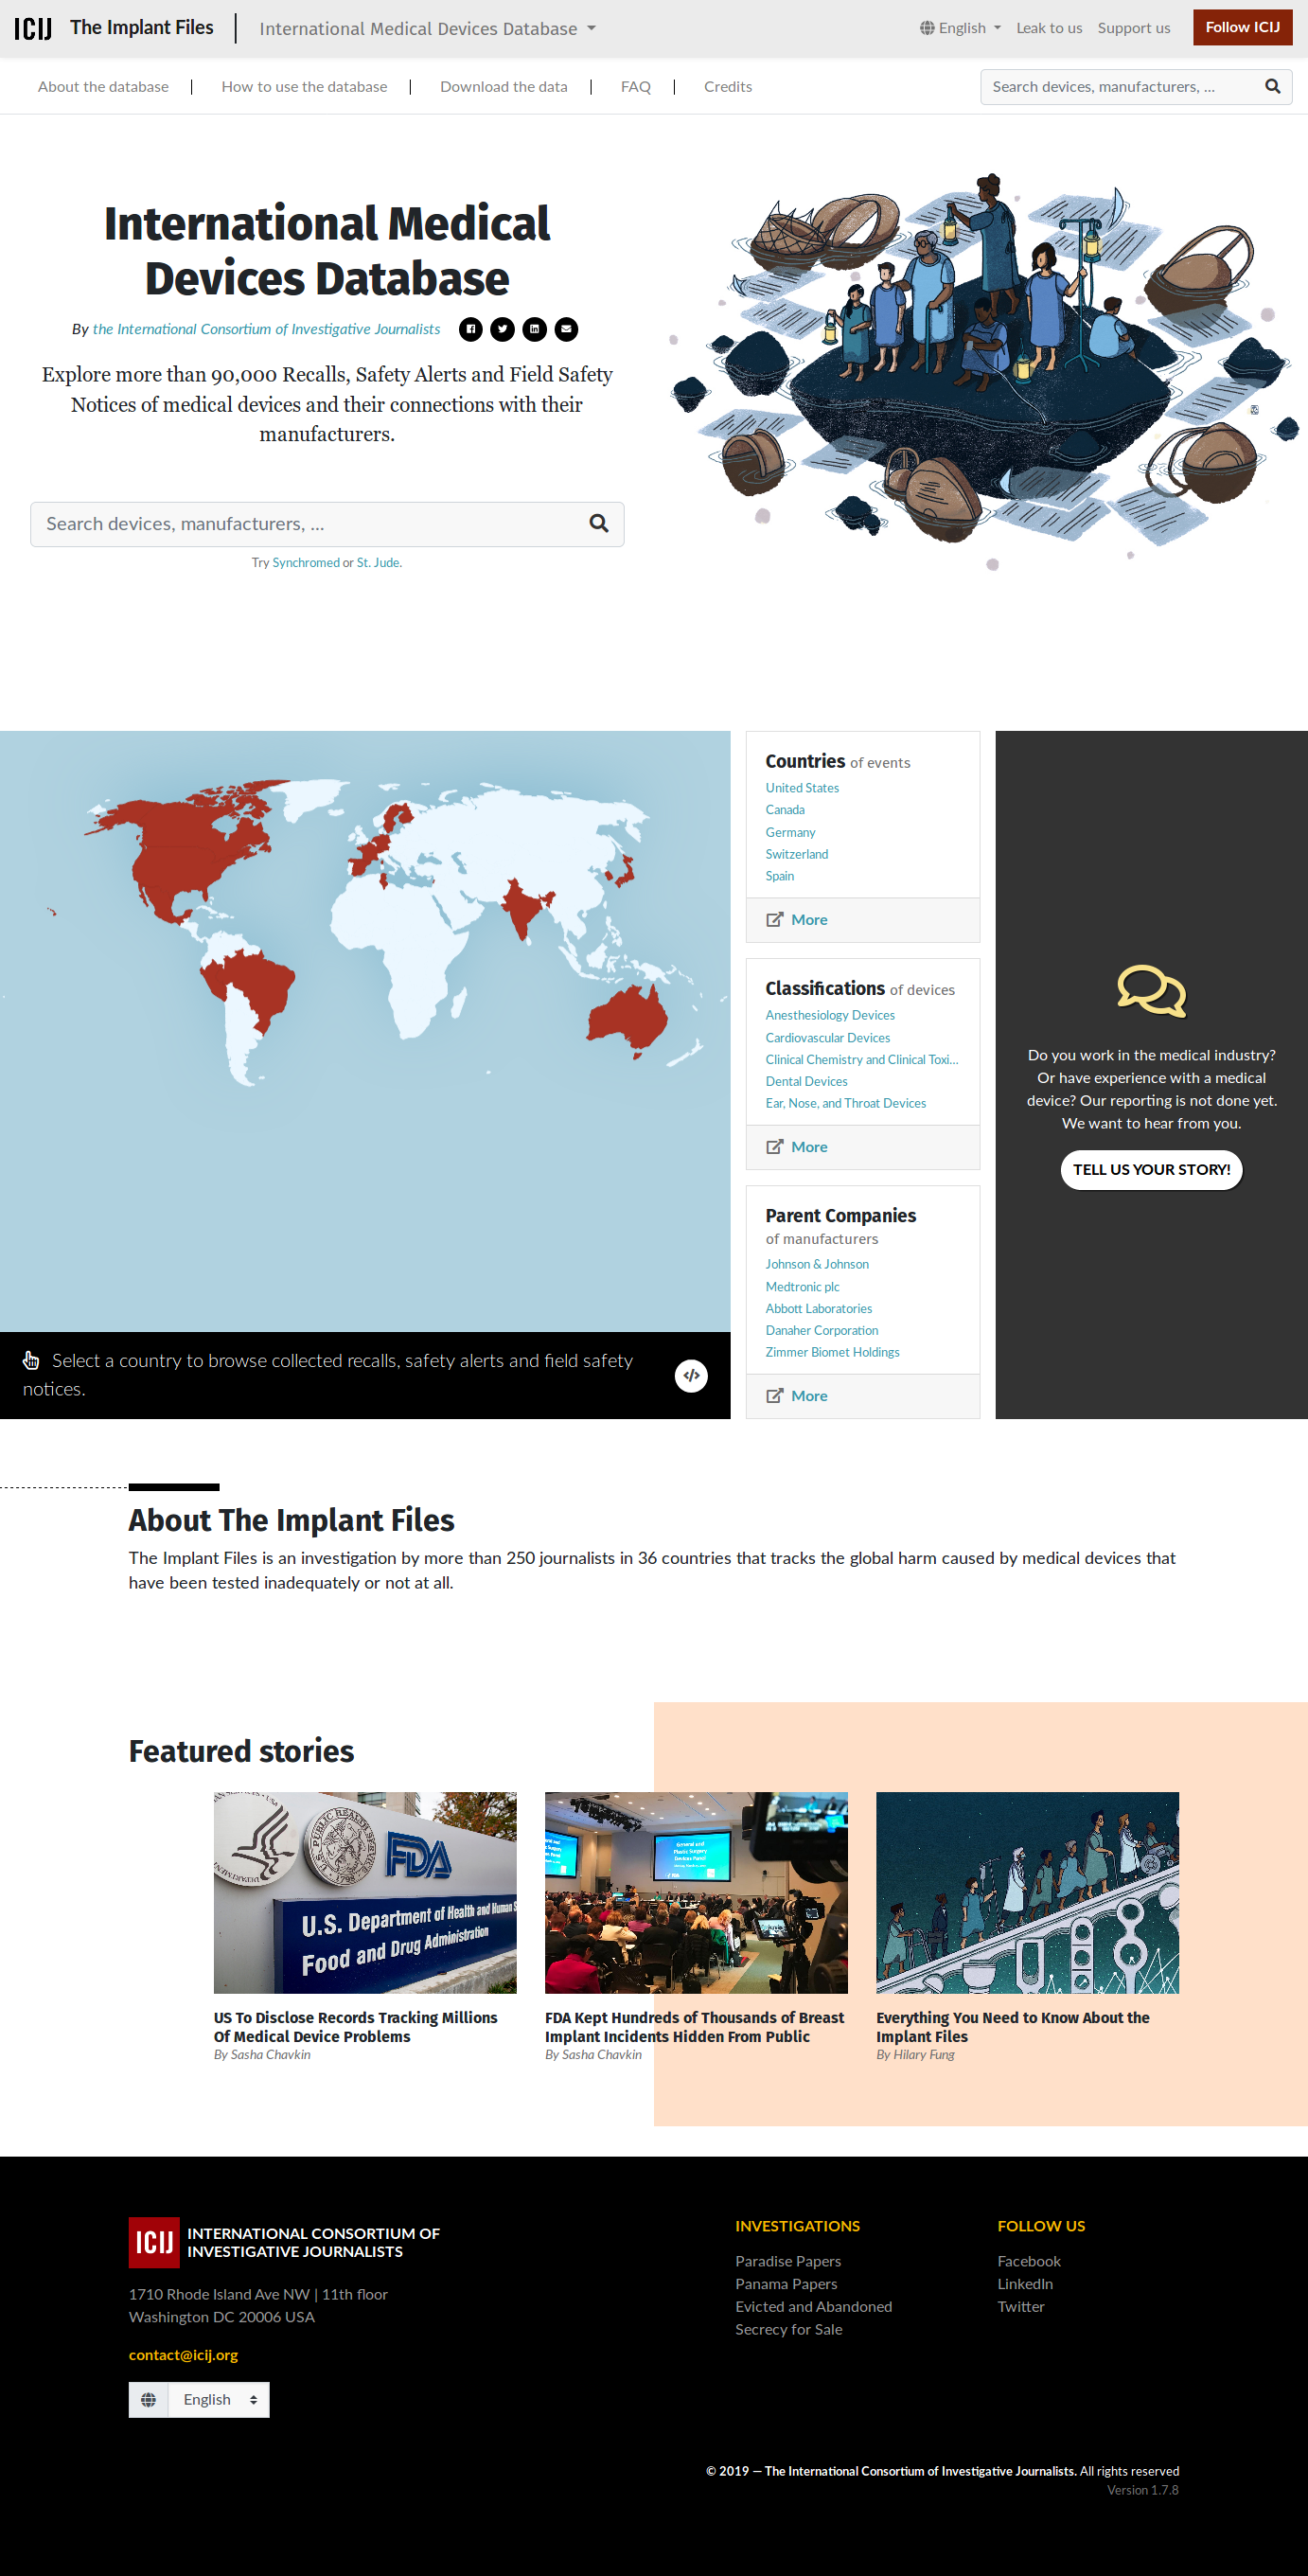 ICIJ The Implant Files International Medical Devices Database English Leak to us Support us Follow ICIJ
About the database How to use the database Download the data FAQ Credits Search devices, manufacturers, ...
International Medical
Devices Database
By the International Consortium of Investigative Journalists
Explore more than 90,000 Recalls, Safety Alerts and Field Safety
Notices of medical devices and their connections with their
manufacturers.
Search devices, manufacturers, ...
Try Synchromed or St. Jude.
Countries of events
United States
Canada
Germany
Switzerland
Spain
More
Classifications of devices
Anesthesiology Devices
Cardiovascular Devices
Clinical Chemistry and Clinical Toxi...
Dental Devices
Ear, Nose, and Throat Devices
More
Parent Companies
of manufacturers
Johnson & Johnson
Medtronic plc
Abbott Laboratories
Danaher Corporation
Zimmer Biomet Holdings
More
Do you work in the medical industry?
Or have experience with a medical
device? Our reporting is not done yet.
We want to hear from you.
TELL US YOUR STORY!
Select a country to browse collected recalls, safety alerts and field safety
notices.
About The Implant Files
The Implant Files is an investigation by more than 250 journalists in 36 countries that tracks the global harm caused by medical devices that
have been tested inadequately or not at all.
Featured stories
PUBLIC HEALTH
1798
FDA
U.S. Department of Health and Human S
Food and Drug Administration
General and
Plastic Surgery
Devices Panel
US To Disclose Records Tracking Millions
Of Medical Device Problems
By Sasha Chavkin
FDA Kept Hundreds of Thousands of Breast
Implant Incidents Hidden From Public
By Sasha Chavkin
Everything You Need to Know About the
Implant Files
By Hilary Fung
ICIJ INTERNATIONAL CONSORTIUM OF
INVESTIGATIVE JOURNALISTS
1710 Rhode Island Ave NW | 11th floor
Washington DC 20006 USA
contact@icij.org
English
INVESTIGATIONS
Paradise Papers
Panama Papers
Evicted and Abandoned
Secrecy for Sale
FOLLOW US
Facebook
LinkedIn
Twitter
© 2019 — The International Consortium of Investigative Journalists. All rights reserved
Version 1.7.8